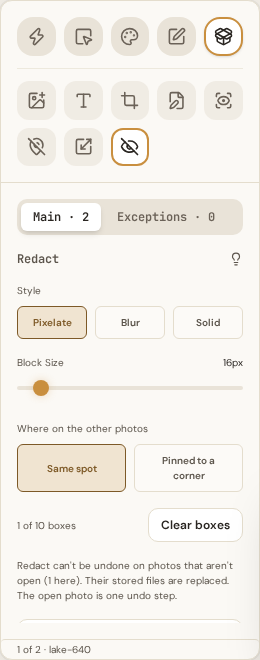 Main · 2
Exceptions · 0
Redact
Style
Pixelate
Blur
Solid
Block Size
16px
Where on the other photos
Same spot
Pinned to a
corner
1 of 10 boxes
Clear boxes
Redact can't be undone on photos that aren't
open (1 here). Their stored files are replaced.
The open photo is one undo step.
1 of 2 · lake-640